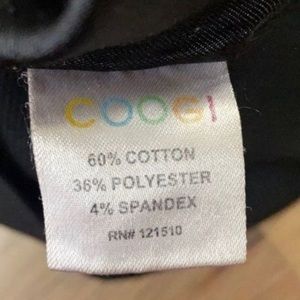 COOGI
60% COTTON
36% POLYESTER
4% SPANDEX
RN# 121510